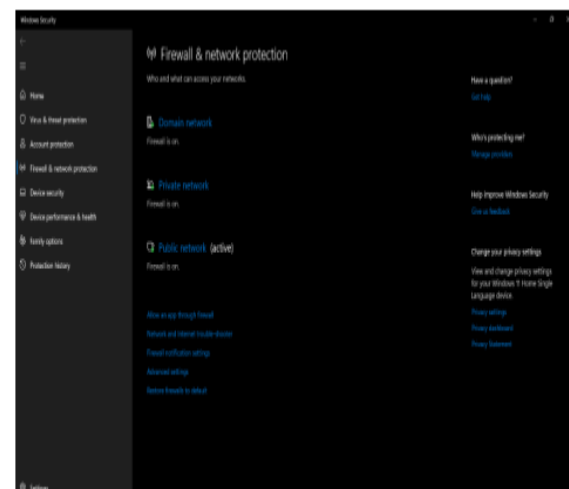 Windows Security
Home
Virus & threat protection
Account protection
Firewall & network protection
Device security
Device performance & health
Family options
Protection history
Settings
Firewall & network protection
Who and what can access your networks.
Domain network
Firewall is on.
Private network
Firewall is on.
Public network (active)
Firewall is on.
Allow an app through firewall
Network and Internet trouble-shooter
Firewall notification settings
Advanced settings
Restore firewalls to default
Have a question?
Get help
Who's protecting me?
Manage providers
Help improve Windows Security
Give us feedback
Change your privacy settings
View and change privacy settings
for your Windows 11 Home Single
Language device.
Privacy settings
Privacy dashboard
Privacy Statement